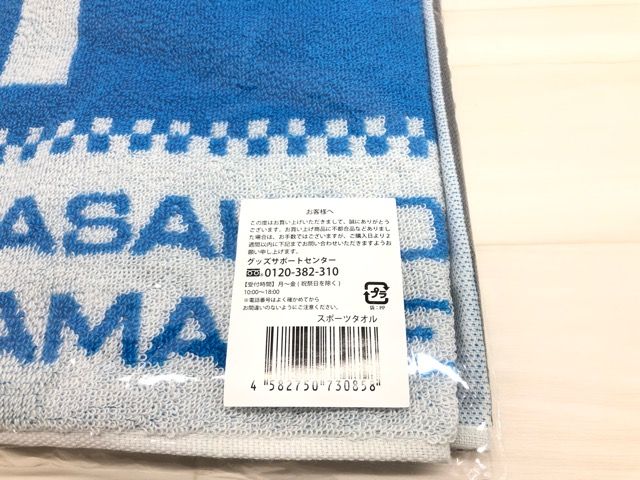 お客様へ
この度はお買い上げいただきまして、誠にありがとう
ございます。お買い上げ商品に不都合品などありまし
た場合は、お手数ではございますが、ご購入日より2
週間以内に下記までお問い合わせいただきますようお
願い申し上げます。
グッズサポートセンター
0120-382-310
【受付時間】月〜金(祝祭日を除く)
10:00〜18:00
※電話番号はよく確かめてから
お間違いのないようにご注意ください。
プラ
袋:PP
スポーツタオル
4 582750 730858